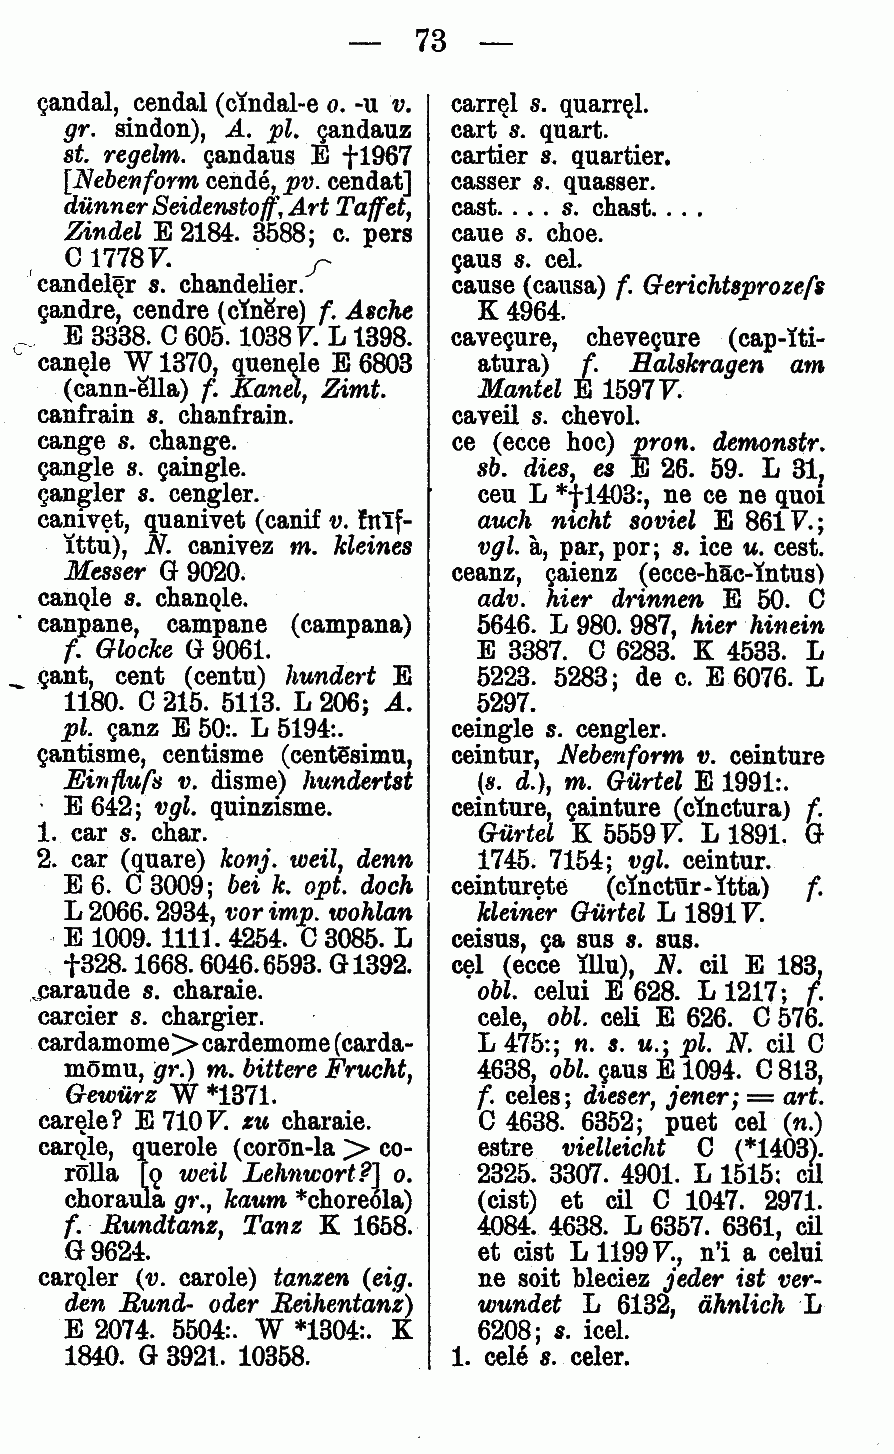 — 73 —
çandal, cendal (cĭndal-e o. -u v.
gr. sindon), A. pl. çandauz
st. regelm. çandaus E †1967
[Nebenform cendé, pv. cendat]
dünner Seidenstoff, Art Taffet,
Zindel E 2184. 3588; c. pers
C 1778 V.
candelę̄r s. chandelier.
çandre, cendre (cĭnĕre) f. Asche
E 3338. C 605. 1038 V. L 1398.
canęle W 1370, quenęle E 6803
(cann-ĕlla) f. Kanel, Zimt.
canfrain s. chanfrain.
cange s. change.
çangle s. çaingle.
çangler s. cengler.
canivẹt, quanivet (canif v. knīf-
ĭttu), N. canivez m. kleines
Messer G 9020.
canǫle s. chanǫle.
canpane, campane (campana)
f. Glocke G 9061.
çant, cent (centu) hundert E
1180. C 215. 5113. L 206; A.
pl. çanz E 50:. L 5194:.
çantisme, centisme (centēsimu,
Einfluſs v. disme) hundertst
E 642; vgl. quinzisme.
1. car s. char.
2. car (quare) konj. weil, denn
E 6. C 3009; bei k. opt. doch
L 2066. 2934, vor imp. wohlan
E 1009. 1111. 4254. C 3085. L
†328. 1668. 6046. 6593. G 1392.
caraude s. charaie.
carcier s. chargier.
cardamome > cardemome (carda-
mōmu, gr.) m. bittere Frucht,
Gewürz W *1371.
caręle? E 710 V. zu charaie.
carǫle, querole (corōn-la > co-
rōlla [ǫ weil Lehnwort?] o.
choraula gr., kaum *choreóla)
f. Rundtanz, Tanz K 1658.
G 9624.
carǫler (v. carole) tanzen (eig.
den Rund- oder Reihentanz)
E 2074. 5504:. W *1304:. K
1840. G 3921. 10358.
carręl s. quarręl.
cart s. quart.
cartier s. quartier.
casser s. quasser.
cast. . . . s. chast. . . .
caue s. choe.
çaus s. cel.
cause (causa) f. Gerichtsprozeſs
K 4964.
caveçure, cheveçure (cap-ĭti-
atura) f. Halskragen am
Mantel E 1597 V.
caveil s. chevol.
ce (ecce hoc) pron. demonstr.
sb. dies, es E 26. 59. L 31,
ceu L *†1403:, ne ce ne quoi
auch nicht soviel E 861 V.;
vgl. à, par, por; s. ice u. cest.
ceanz, çaienz (ecce-hāc-ĭntus)
adv. hier drinnen E 50. C
5646. L 980. 987, hier hinein
E 3387. C 6283. K 4533. L
5223. 5283; de c. E 6076. L
5297.
ceingle s. cengler.
ceintur, Nebenform v. ceinture
(s. d.), m. Gürtel E 1991:.
ceinture, çainture (cĭnctura) f.
Gürtel K 5559 V. L 1891. G
1745. 7154; vgl. ceintur.
ceinturẹte (cĭnctūr-ĭtta) f.
kleiner Gürtel L 1891 V.
ceisus, ça sus s. sus.
cẹl (ecce ĭllu), N. cil E 183,
obl. celui E 628. L 1217; f.
cele, obl. celi E 626. C 576.
L 475:; n. s. u.; pl. N. cil C
4638, obl. çaus E 1094. C 813,
f. celes; dieser, jener; = art.
C 4638. 6352; puet cel (n.)
estre vielleicht C (*1403).
2325. 3307. 4901. L 1515; cil
(cist) et cil C 1047. 2971.
4084. 4638. L 6357. 6361, cil
et cist L 1199 V., n'i a celui
ne soit bleciez jeder ist ver-
wundet L 6132, ähnlich L
6208; s. icel.
1. celé s. celer.